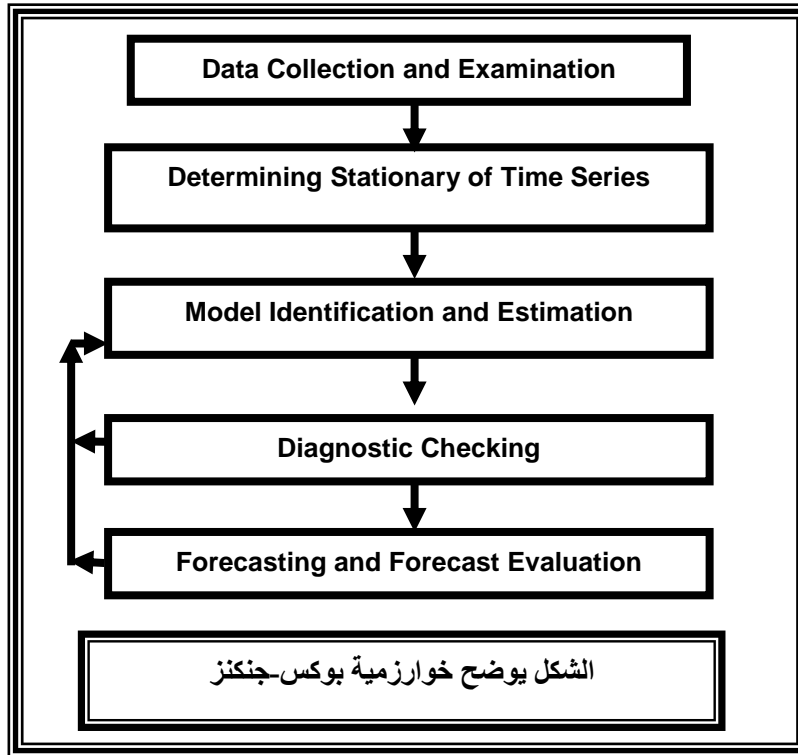 Data Collection and Examination
Determining Stationary of Time Series
Model Identification and Estimation
Diagnostic Checking
Forecasting and Forecast Evaluation
الشكل يوضح خوارزمية بوكس-جنكنز